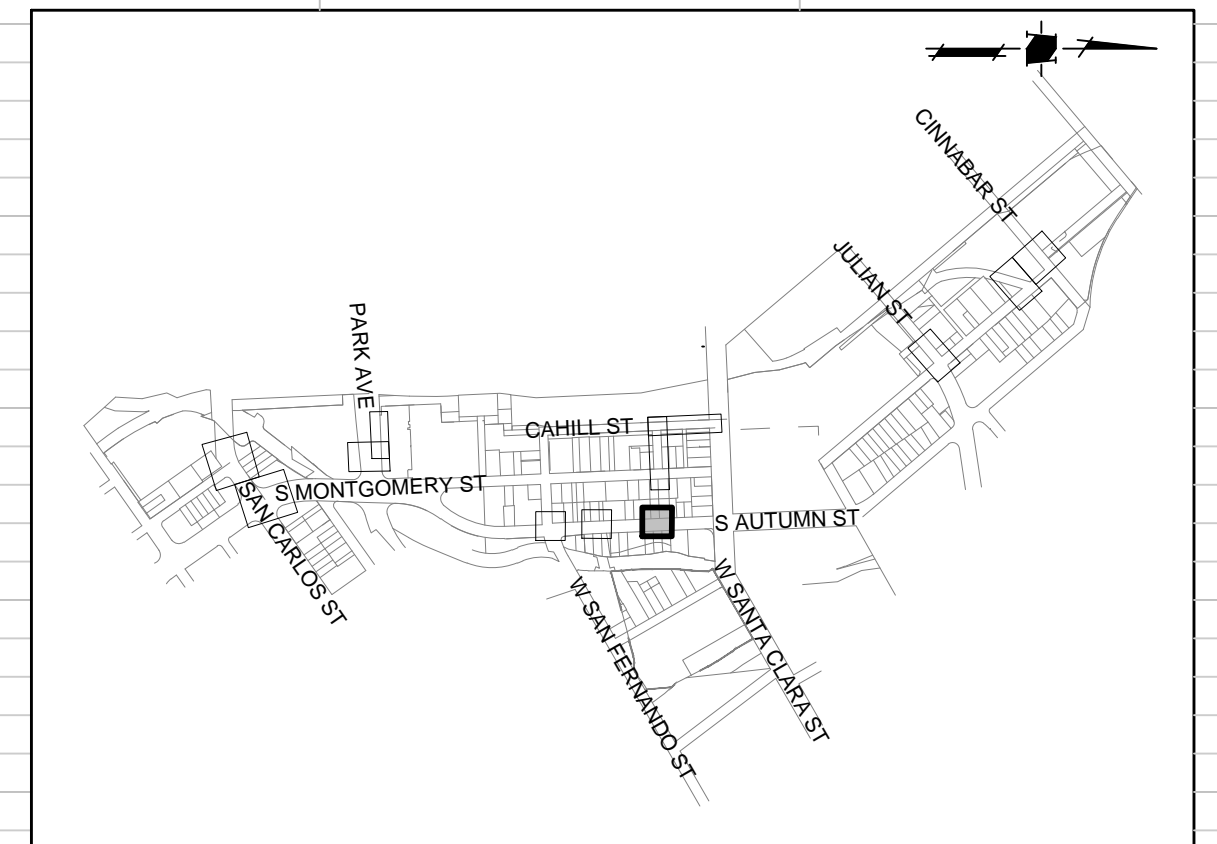 CINNABAR ST
JULIAN ST
PARK AVE
CAHILL ST
S MONTGOMERY ST
SAN CARLOS ST
S AUTUMN ST
W SAN FERNANDO ST
W SANTA CLARA ST